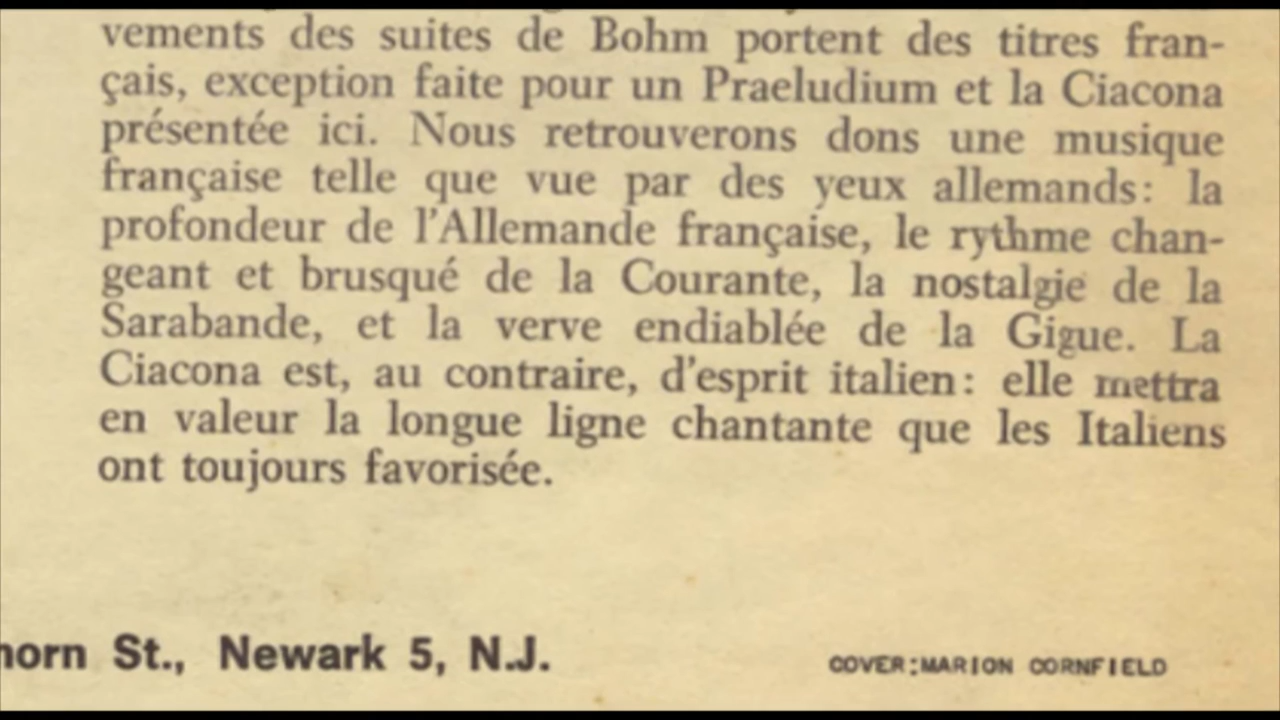 vements des suites de Bohm portent des titres fran-
çais, exception faite pour un Praeludium et la Ciacona
présentée ici. Nous retrouverons dons une musique
française telle que vue par des yeux allemands: la
profondeur de l'Allemande française, le rythme chan-
geant et brusqué de la Courante, la nostalgie de la
Sarabande, et la verve endiablée de la Gigue. La
Ciacona est, au contraire, d'esprit italien: elle mettra
en valeur la longue ligne chantante que les Italiens
ont toujours favorisée.
horn St., Newark 5, N.J.
COVER:MARION CORNFIELD